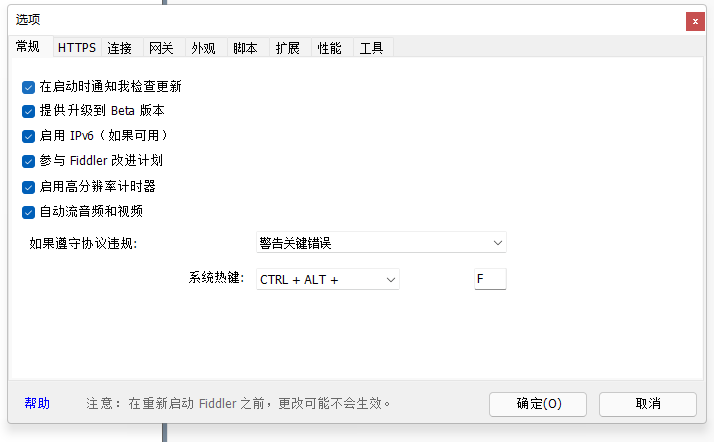 选项
x
常规 HTTPS 连接 网关 外观 脚本 扩展 性能 工具
在启动时通知我检查更新
提供升级到 Beta 版本
启用 IPv6（如果可用）
参与 Fiddler 改进计划
启用高分辨率计时器
自动流音频和视频
如果遵守协议违规: 警告关键错误
系统热键: CTRL + ALT + F
帮助 注意：在重新启动 Fiddler 之前，更改可能不会生效。 确定(O) 取消